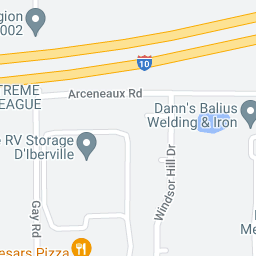 gion
002
10
TREME
EAGUE
Arceneaux Rd
Dann's Balius
Welding & Iron
RV Storage
D'Iberville
Windsor Hill Dr
Gay Rd
esars Pizza
Me